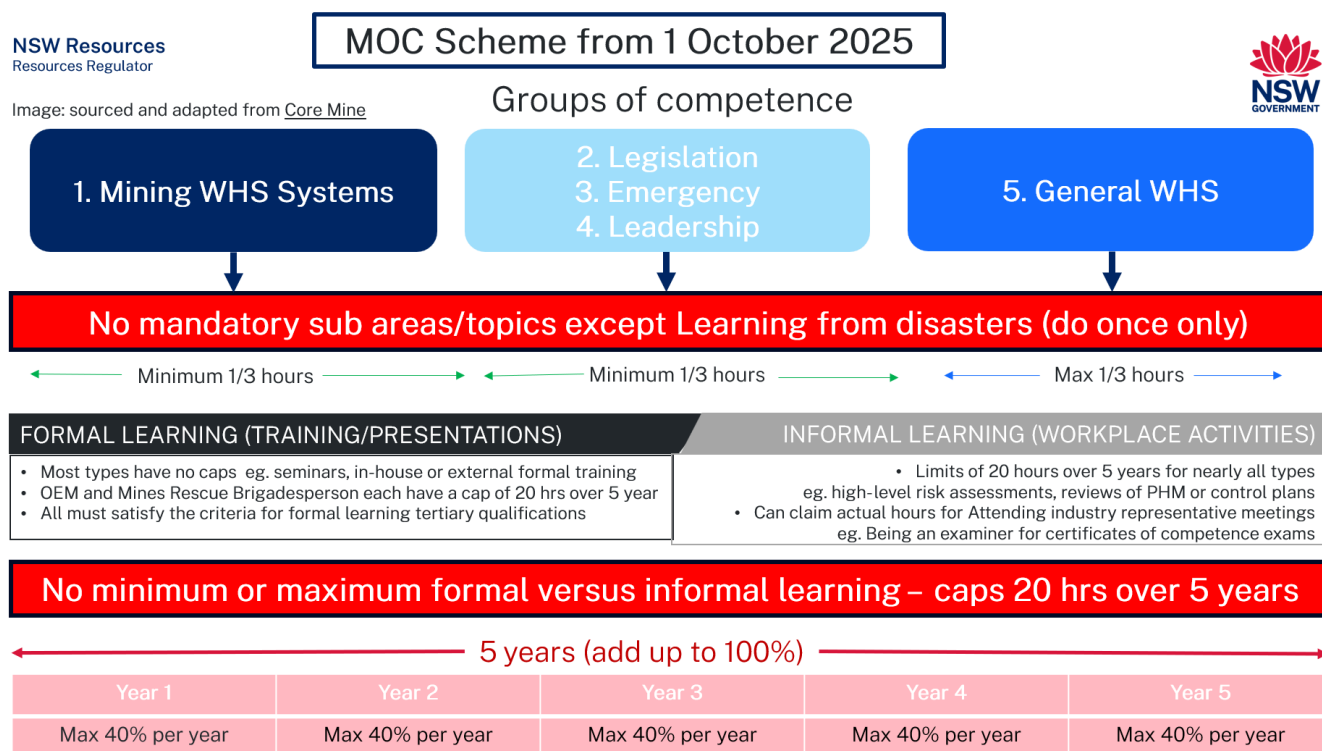 NSW Resources
Resources Regulator
MOC Scheme from 1 October 2025
NSW
GOVERNMENT
Image: sourced and adapted from Core Mine
Groups of competence
1. Mining WHS Systems
2. Legislation
3. Emergency
4. Leadership
5. General WHS
No mandatory sub areas/topics except Learning from disasters (do once only)
Minimum 1/3 hours
Minimum 1/3 hours
Max 1/3 hours
FORMAL LEARNING (TRAINING/PRESENTATIONS)
• Most types have no caps eg. seminars, in-house or external formal training
• OEM and Mines Rescue Brigadesperson each have a cap of 20 hrs over 5 year
• All must satisfy the criteria for formal learning tertiary qualifications
INFORMAL LEARNING (WORKPLACE ACTIVITIES)
• Limits of 20 hours over 5 years for nearly all types
eg. high-level risk assessments, reviews of PHM or control plans
• Can claim actual hours for Attending industry representative meetings
eg. Being an examiner for certificates of competence exams
No minimum or maximum formal versus informal learning – caps 20 hrs over 5 years
5 years (add up to 100%)
Year 1
Year 2
Year 3
Year 4
Year 5
Max 40% per year
Max 40% per year
Max 40% per year
Max 40% per year
Max 40% per year